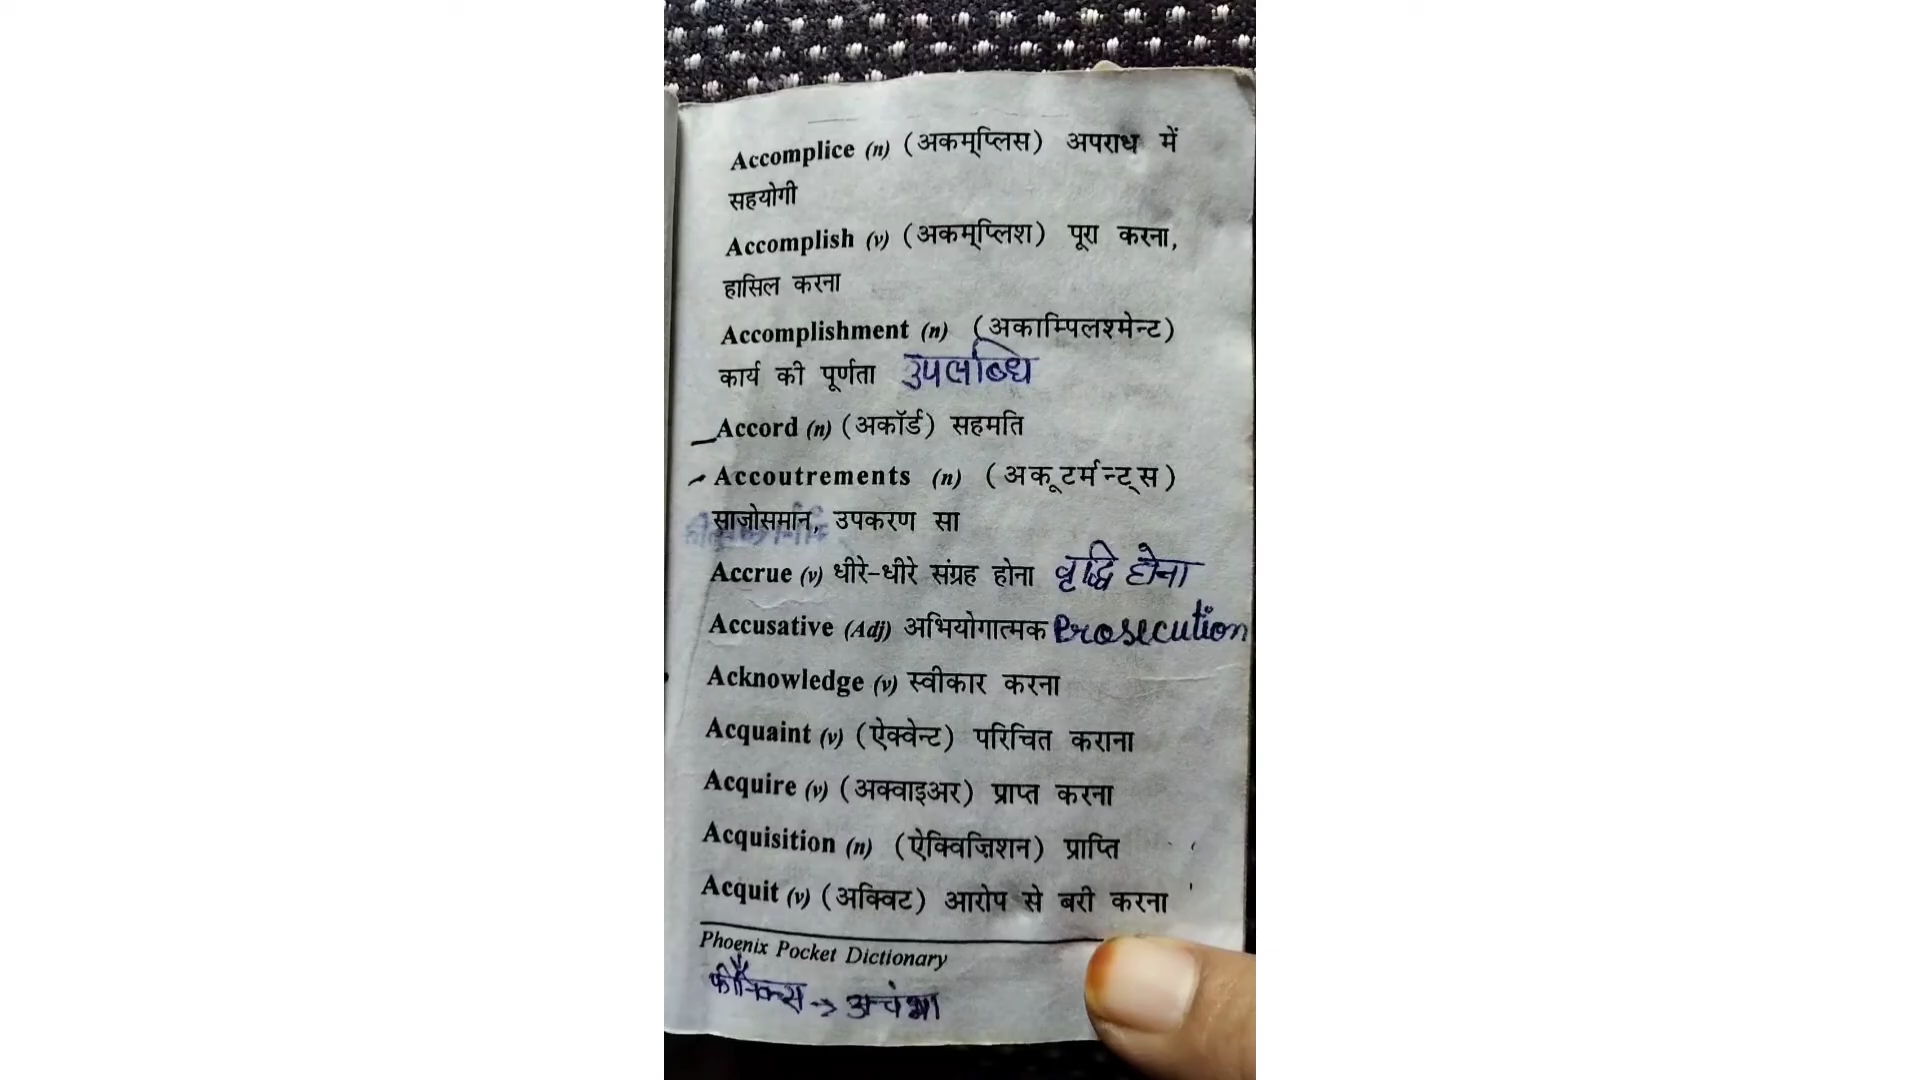 Accomplice (n) (अकम्प्लिस) अपराध में
सहयोगी
Accomplish (v) (अकम्प्लिश) पूरा करना,
हासिल करना
Accomplishment (n) (अकाम्पिलश्मेन्ट)
कार्य की पूर्णता उपलब्धि
Accord (n) (अकॉर्ड) सहमति
Accoutrements (n) (अकूटर्मन्ट्स)
साजोसमांन, उपकरण सा
Accrue (v) धीरे-धीरे संग्रह होना वृद्धि होना
Accusative (Adj) अभियोगात्मक Prosecution
Acknowledge (v) स्वीकार करना
Acquaint (v) (ऐक्वेन्ट) परिचित कराना
Acquire (v) (अक्वाइअर) प्राप्त करना
Acquisition (n) (ऐक्विज़िशन) प्राप्ति
Acquit (v) (अक्विट) आरोप से बरी करना
Phoenix Pocket Dictionary
फीनिक्स -> अचंभा